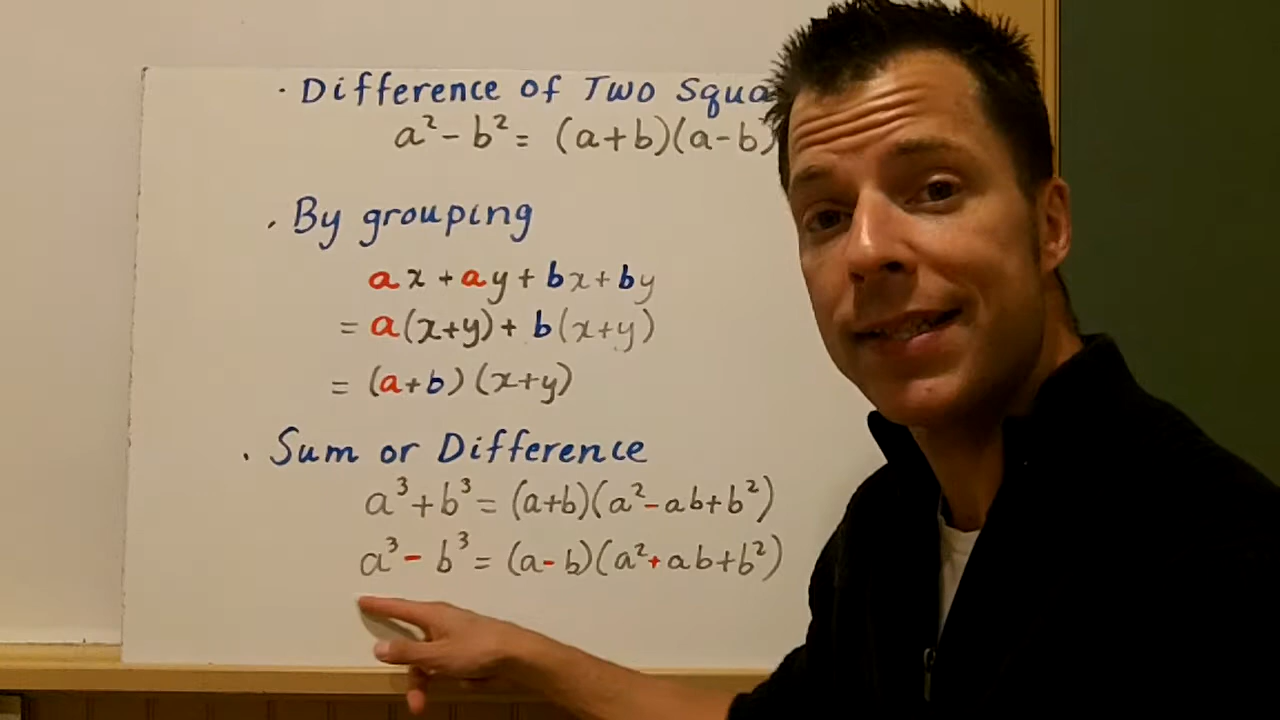 · Difference of Two Squa
a² - b² = (a+b)(a-b)
· By grouping
ax + ay + bx + by
= a(x+y) + b(x+y)
= (a+b)(x+y)
· Sum or Difference
a³ + b³ = (a+b)(a² - ab + b²)
a³ - b³ = (a-b)(a² + ab + b²)